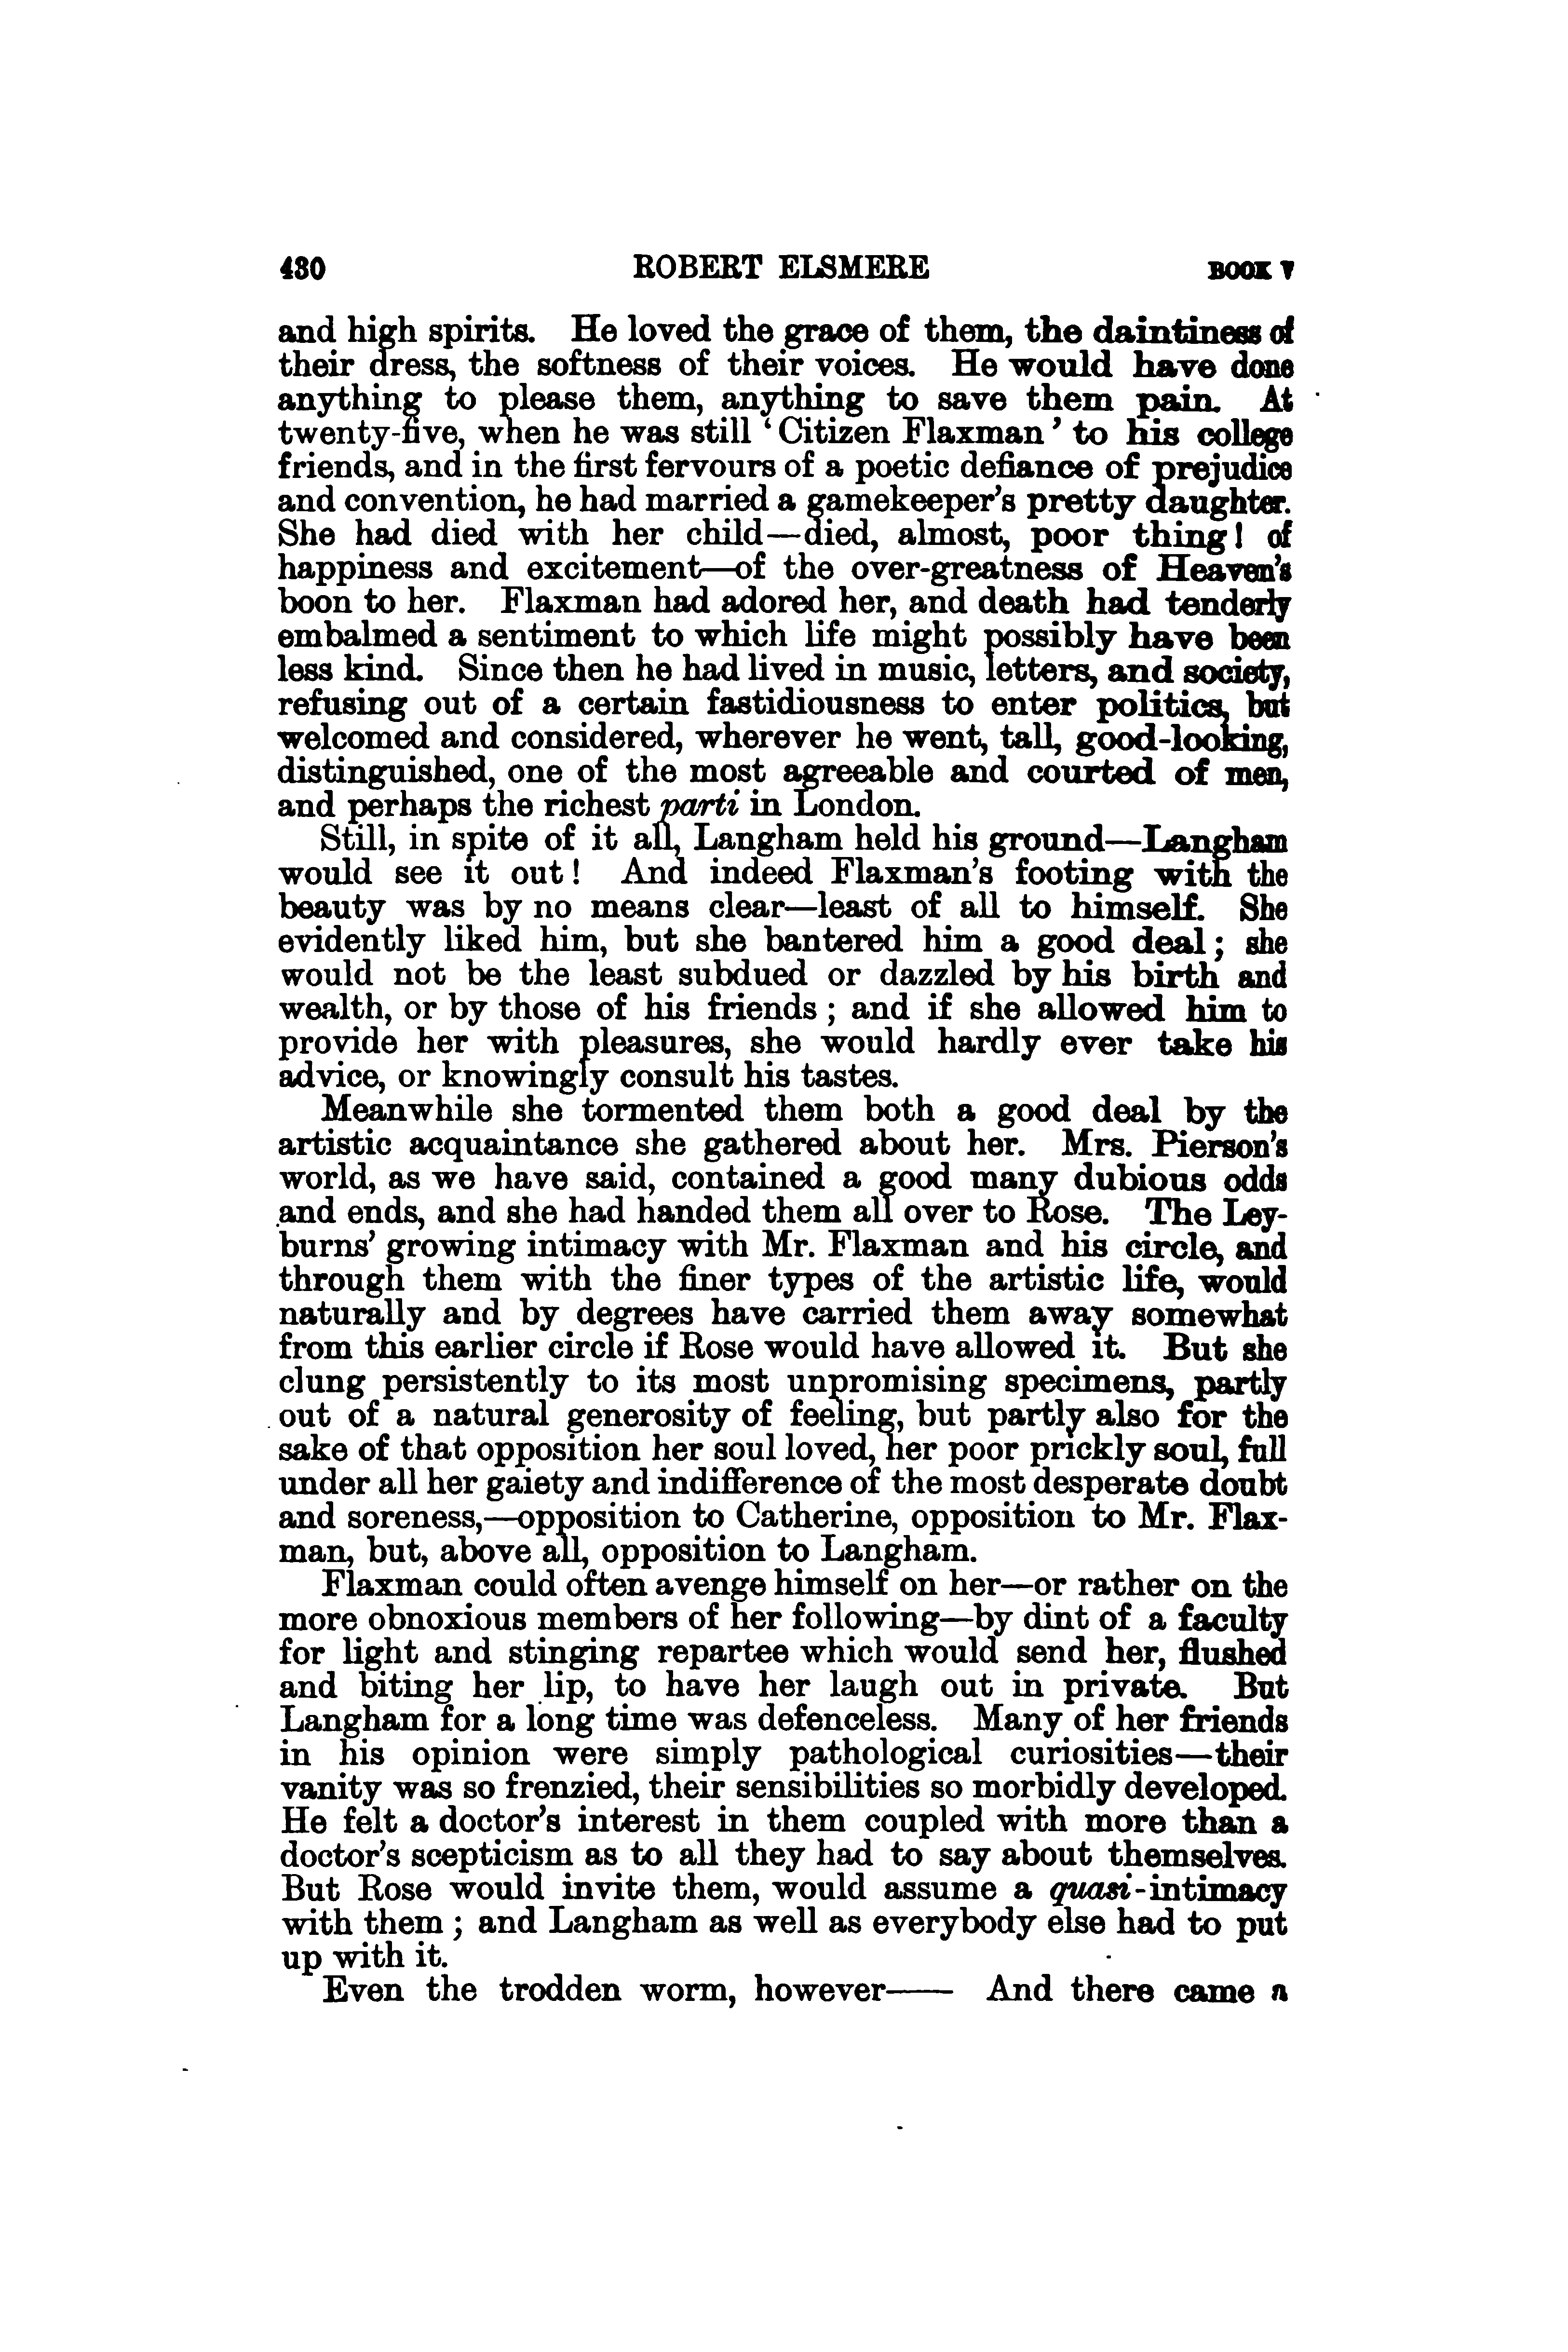 430 ROBERT ELSMERE BOOK V
and high spirits. He loved the grace of them, the daintiness of
their dress, the softness of their voices. He would have done
anything to please them, anything to save them pain. At
twenty-five, when he was still ‘Citizen Flaxman’ to his college
friends, and in the first fervours of a poetic defiance of prejudice
and convention, he had married a gamekeeper’s pretty daughter.
She had died with her child—died, almost, poor thing! of
happiness and excitement—of the over-greatness of Heaven’s
boon to her. Flaxman had adored her, and death had tenderly
embalmed a sentiment to which life might possibly have been
less kind. Since then he had lived in music, letters, and society,
refusing out of a certain fastidiousness to enter politics, but
welcomed and considered, wherever he went, tall, good-looking,
distinguished, one of the most agreeable and courted of men,
and perhaps the richest parti in London.
Still, in spite of it all, Langham held his ground—Langham
would see it out! And indeed Flaxman’s footing with the
beauty was by no means clear—least of all to himself. She
evidently liked him, but she bantered him a good deal; she
would not be the least subdued or dazzled by his birth and
wealth, or by those of his friends; and if she allowed him to
provide her with pleasures, she would hardly ever take his
advice, or knowingly consult his tastes.
Meanwhile she tormented them both a good deal by the
artistic acquaintance she gathered about her. Mrs. Pierson’s
world, as we have said, contained a good many dubious odds
and ends, and she had handed them all over to Rose. The Ley-
burns’ growing intimacy with Mr. Flaxman and his circle, and
through them with the finer types of the artistic life, would
naturally and by degrees have carried them away somewhat
from this earlier circle if Rose would have allowed it. But she
clung persistently to its most unpromising specimens, partly
out of a natural generosity of feeling, but partly also for the
sake of that opposition her soul loved, her poor prickly soul, full
under all her gaiety and indifference of the most desperate doubt
and soreness,—opposition to Catherine, opposition to Mr. Flax-
man, but, above all, opposition to Langham.
Flaxman could often avenge himself on her—or rather on the
more obnoxious members of her following—by dint of a faculty
for light and stinging repartee which would send her, flushed
and biting her lip, to have her laugh out in private. But
Langham for a long time was defenceless. Many of her friends
in his opinion were simply pathological curiosities—their
vanity was so frenzied, their sensibilities so morbidly developed.
He felt a doctor’s interest in them coupled with more than a
doctor’s scepticism as to all they had to say about themselves.
But Rose would invite them, would assume a quasi-intimacy
with them; and Langham as well as everybody else had to put
up with it.
Even the trodden worm, however—— And there came a